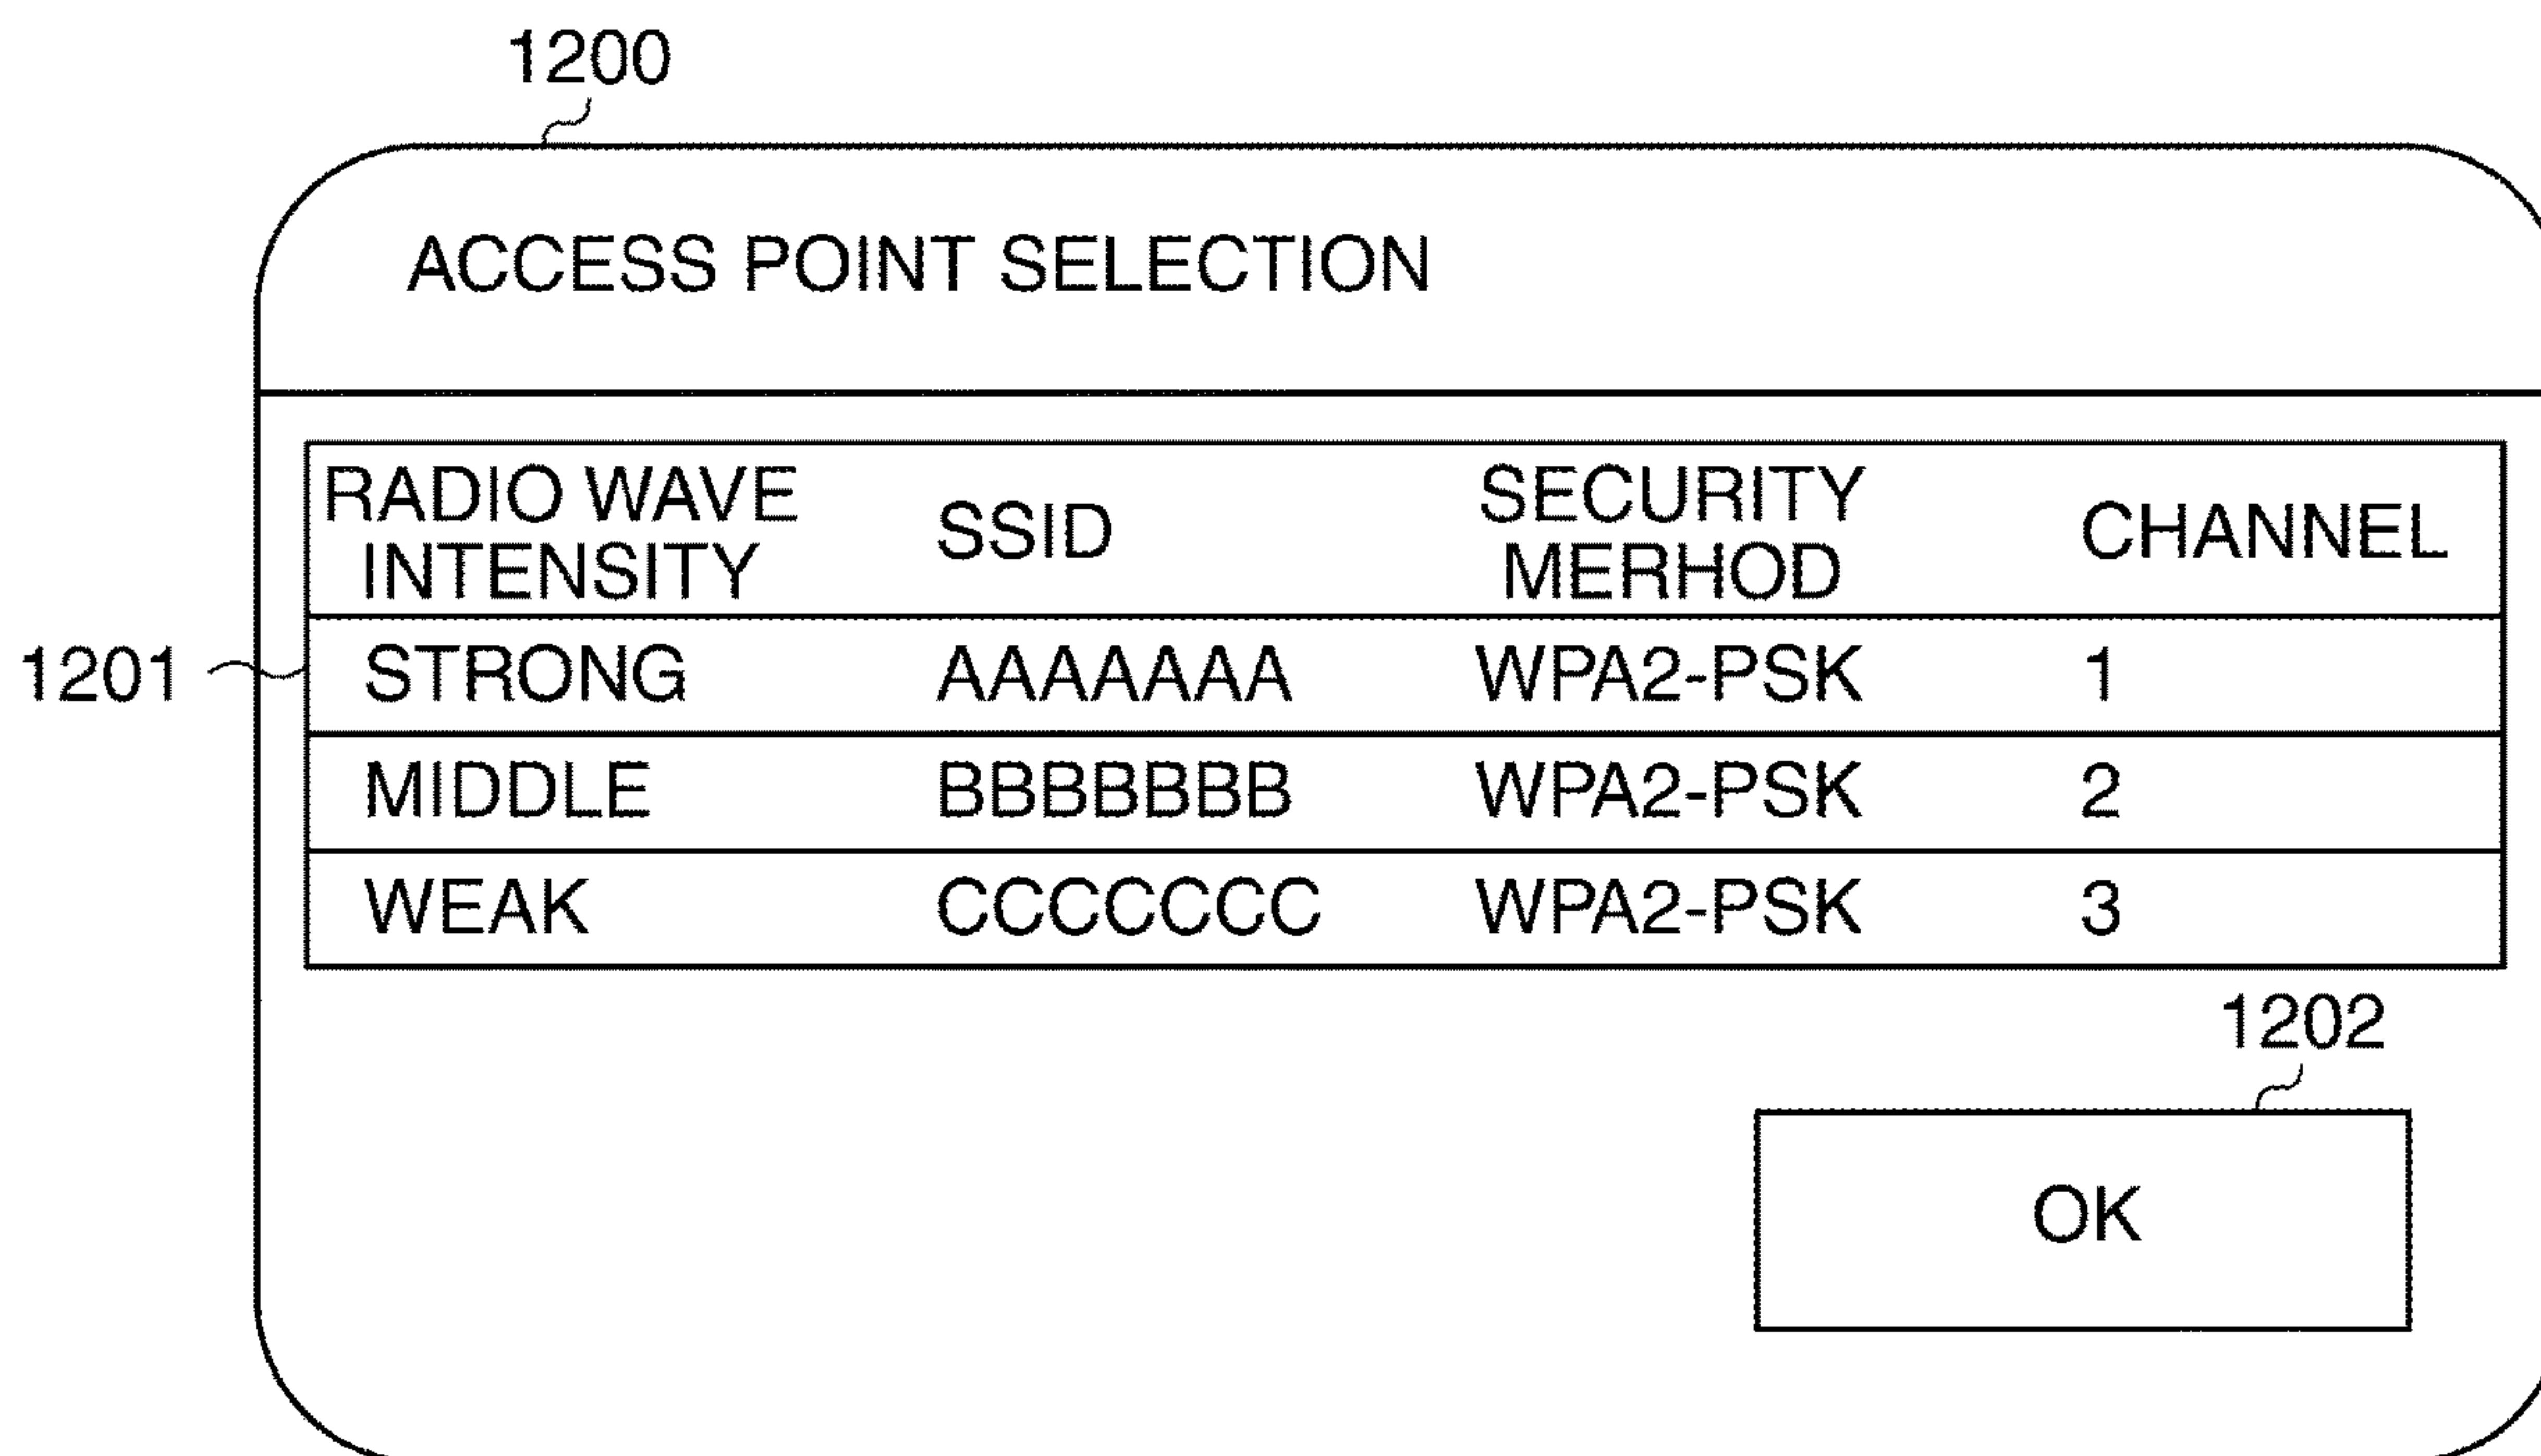 1200
ACCESS POINT SELECTION
RADIO WAVE INTENSITY SSID SECURITY MERHOD CHANNEL
1201 STRONG AAAAAAA WPA2-PSK 1
MIDDLE BBBBBBB WPA2-PSK 2
WEAK CCCCCCC WPA2-PSK 3
1202
OK